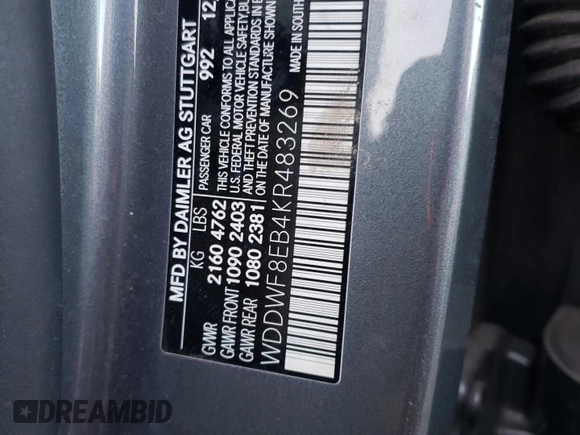 MFD BY DAIMLER AG STUTTGART
PASSENGER CAR 992 12
KG LBS
THIS VEHICLE CONFORMS TO ALL
U.S. FEDERAL MOTOR VEHICLE SAFETY,
AND THEFT PREVENTION STANDARDS IN
ON THE DATE OF MANUFACTURE SHOWN
GVWR 2160 4762
GAWR FRONT 1090 2403
GAWR REAR 1080 2381
MADE IN SOUTH
WDDWF8EB4KR483269
DREAMBID